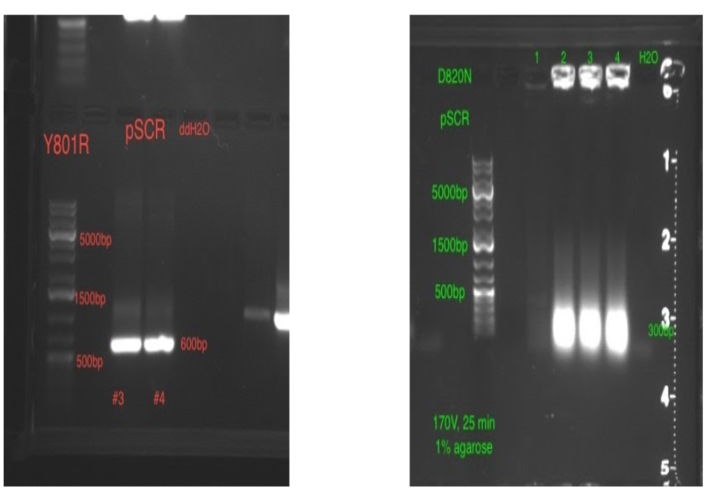 Y801R
pSCR
ddH2O
5000bp
1500bp
600bp
500bp
#3
#4
D820N
1
2
3
4
H2O
pSCR
5000bp
1500bp
500bp
300bp
170V, 25 min
1% agarose
1
2
3
4
5